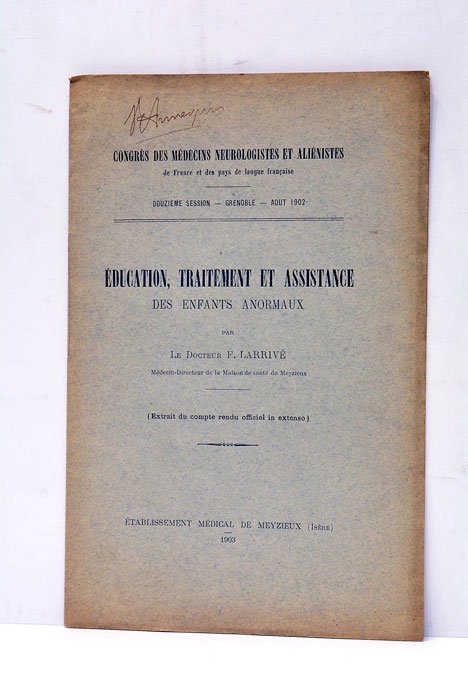 CONGRÈS DES MÉDECINS NEUROLOGISTES ET ALIÉNISTES
de France et des pays de langue française
DOUZIÈME SESSION — GRENOBLE — AOUT 1902
ÉDUCATION, TRAITEMENT ET ASSISTANCE
DES ENFANTS ANORMAUX
PAR
LE DOCTEUR F. LARRIVÉ
Médecin-Directeur de la Maison de santé de Meyzieux
(Extrait du compte rendu officiel in extenso)
ÉTABLISSEMENT MÉDICAL DE MEYZIEUX (ISÈRE)
1903